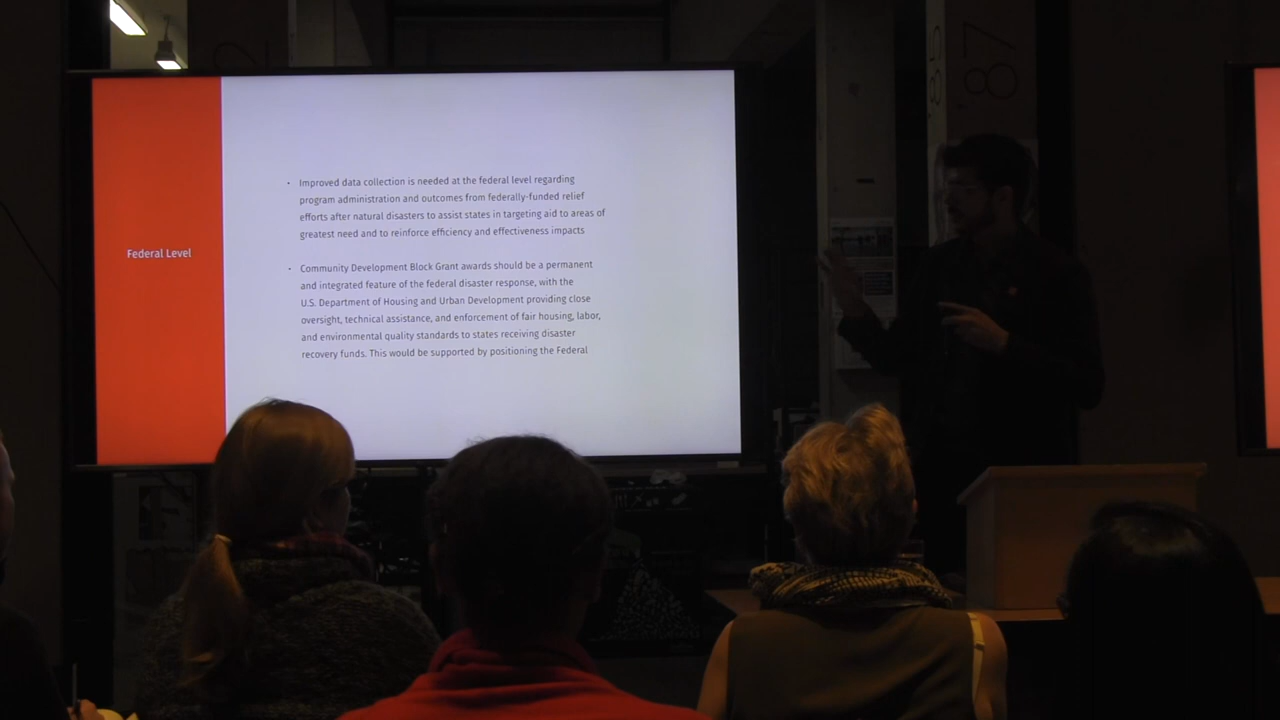 Federal Level
• Improved data collection is needed at the federal level regarding
program administration and outcomes from federally-funded relief
efforts after natural disasters to assist states in targeting aid to areas of
greatest need and to reinforce efficiency and effectiveness impacts
• Community Development Block Grant awards should be a permanent
and integrated feature of the federal disaster response, with the
U.S. Department of Housing and Urban Development providing close
oversight, technical assistance, and enforcement of fair housing, labor,
and environmental quality standards to states receiving disaster
recovery funds. This would be supported by positioning the Federal